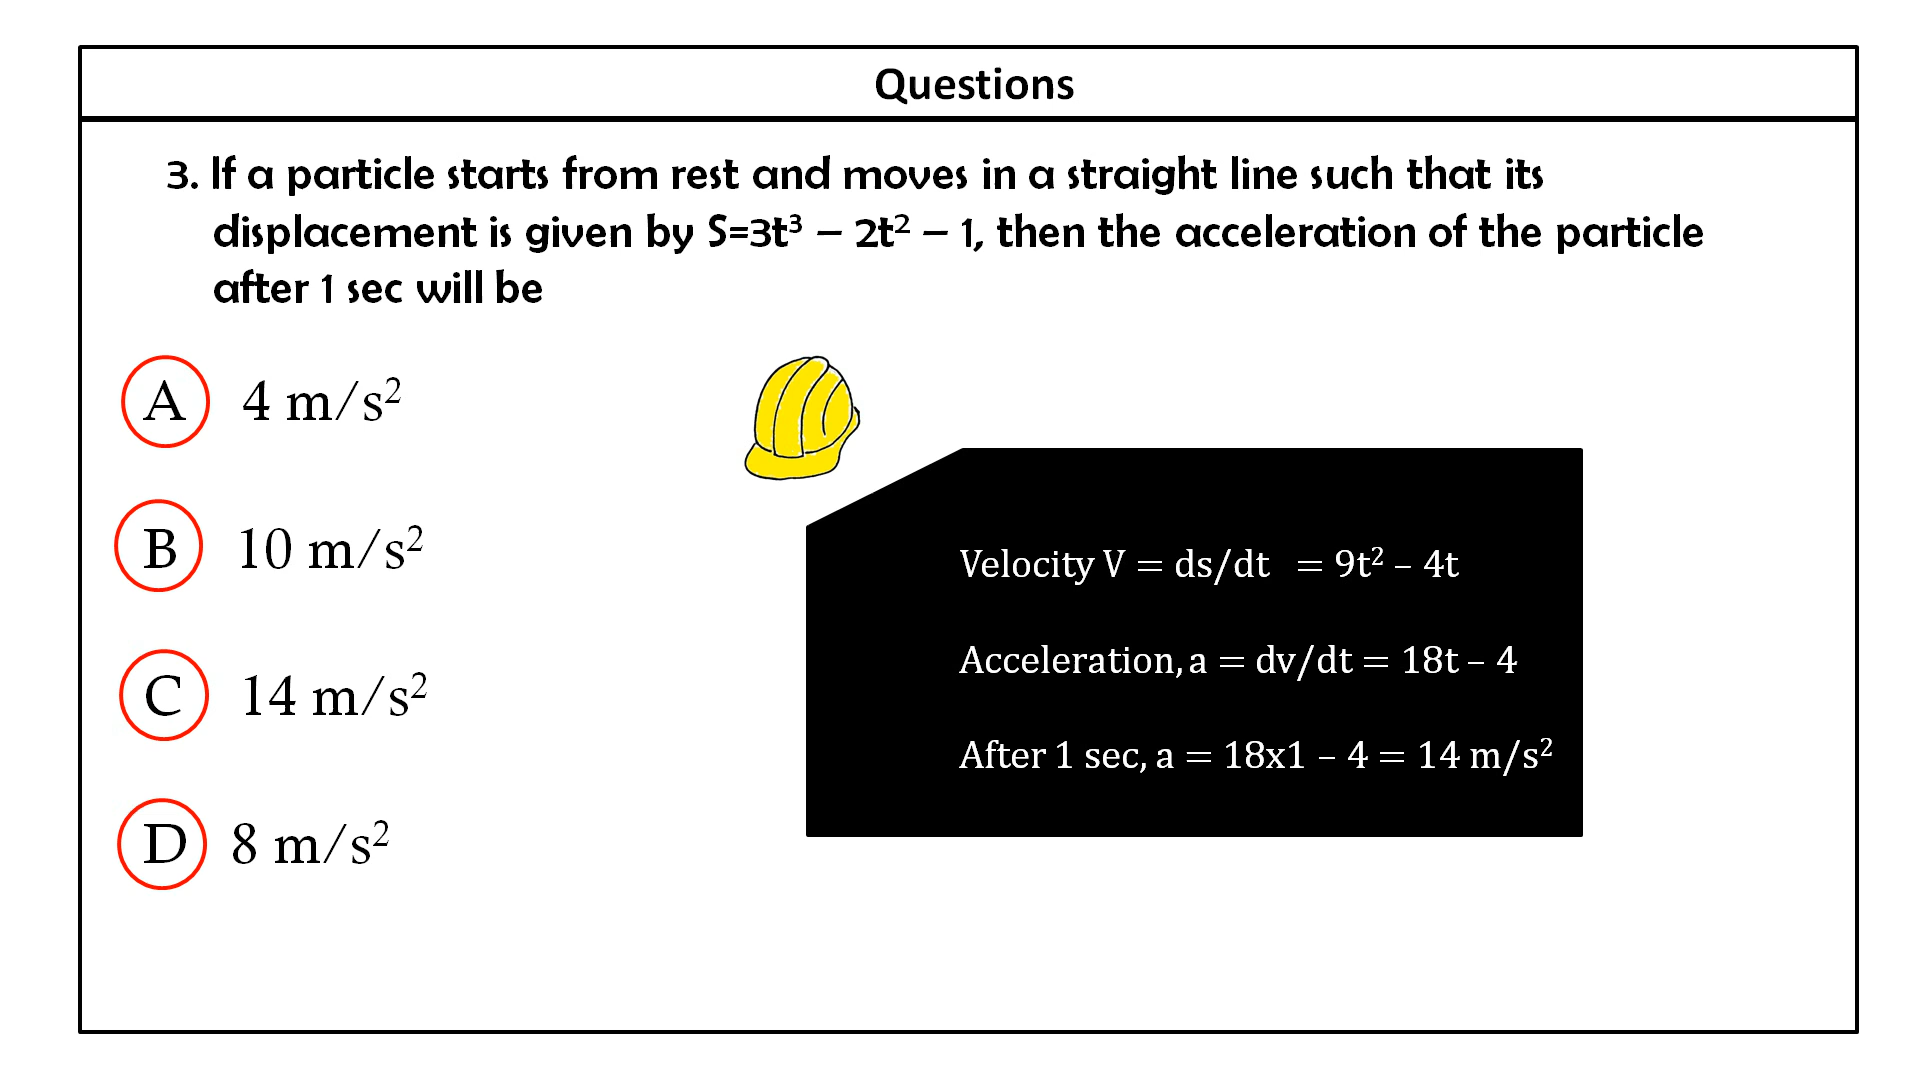 Questions
3. If a particle starts from rest and moves in a straight line such that its
displacement is given by S=3t³ – 2t² – 1, then the acceleration of the particle
after 1 sec will be
A 4 m/s²
B 10 m/s²
C 14 m/s²
D 8 m/s²
Velocity V = ds/dt = 9t² – 4t
Acceleration, a = dv/dt = 18t – 4
After 1 sec, a = 18x1 – 4 = 14 m/s²